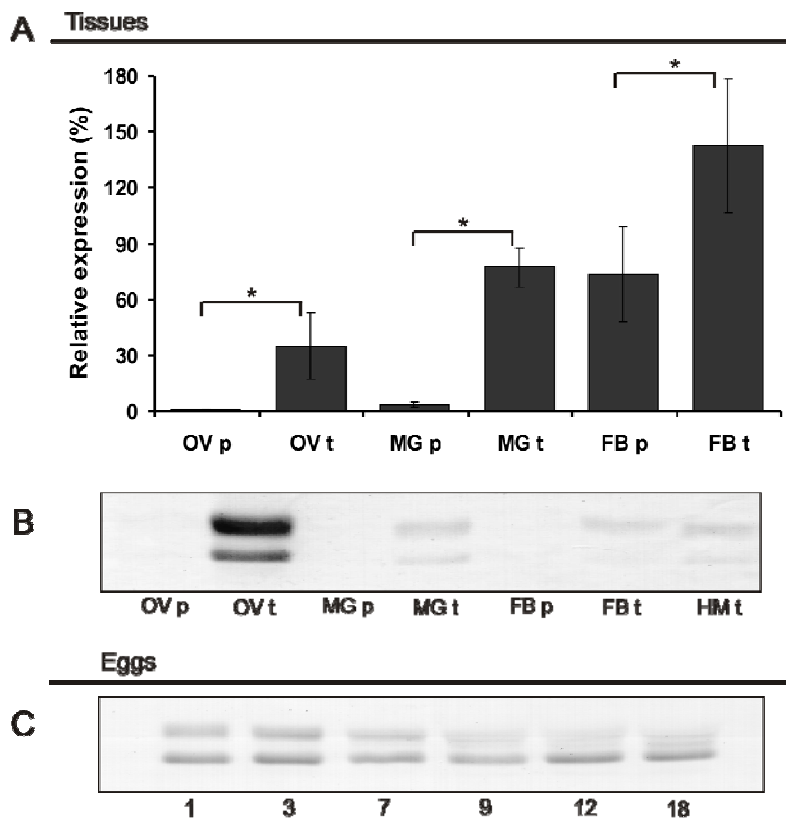 A Tissues
Relative expression (%)
180
150
120
90
60
30
0
*
*
*
OV p OV t MG p MG t FB p FB t
B
OV p OV t MG p MG t FB p FB t HM t
Eggs
C
1 3 7 9 12 18